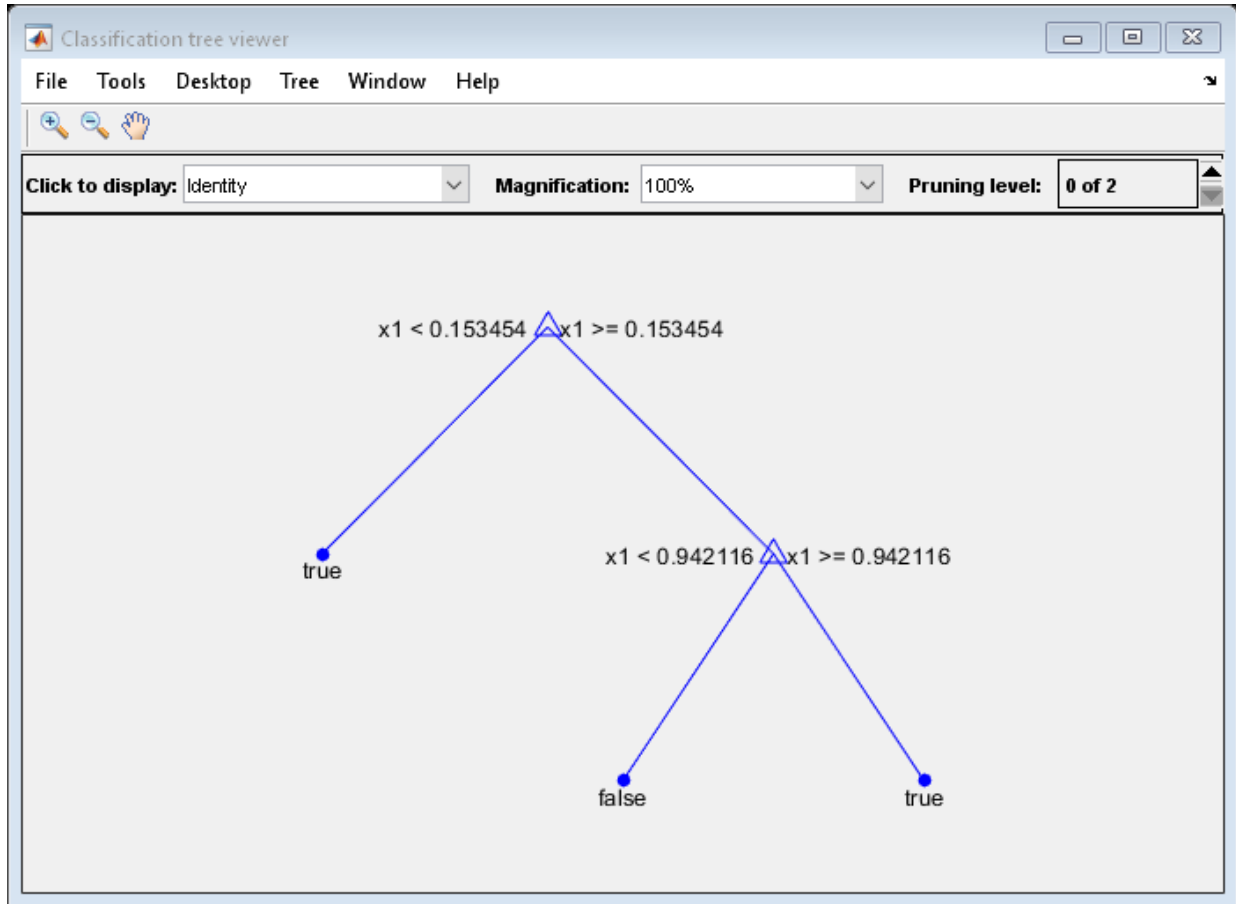 Classification tree viewer
File Tools Desktop Tree Window Help
Click to display: Identity Magnification: 100% Pruning level: 0 of 2
x1 < 0.153454 x1 >= 0.153454
true
x1 < 0.942116 x1 >= 0.942116
false true